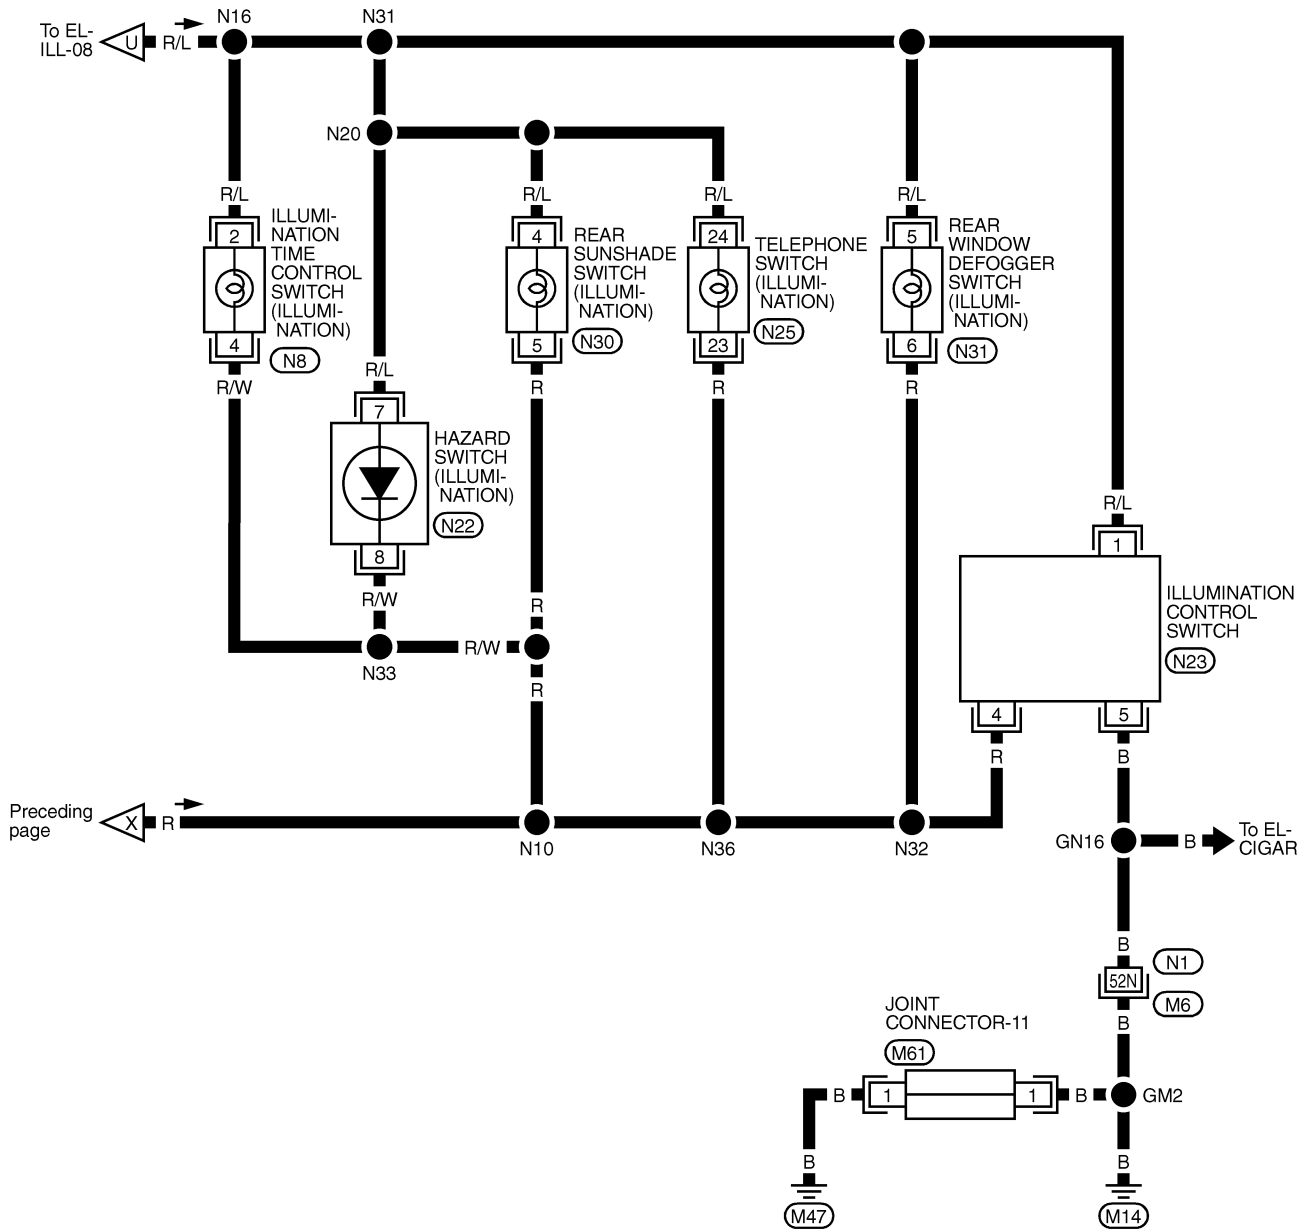 N16
N31
To EL-
ILL-08
U
R/L
N20
R/L
R/L
R/L
R/L
2
ILLUMI-
NATION
TIME
CONTROL
SWITCH
(ILLUMI-
NATION)
4
N8
R/W
4
REAR
SUNSHADE
SWITCH
(ILLUMI-
NATION)
5
N30
R
24
TELEPHONE
SWITCH
(ILLUMI-
NATION)
23
N25
R
5
REAR
WINDOW
DEFOGGER
SWITCH
(ILLUMI-
NATION)
6
N31
R
R/L
7
HAZARD
SWITCH
(ILLUMI-
NATION)
N22
8
R/W
R/L
1
ILLUMINATION
CONTROL
SWITCH
N23
4
5
R
B
R
R/W
N33
R
Preceding
page
X
R
N10
N36
N32
GN16
B
To EL-
CIGAR
B
N1
52N
M6
B
JOINT
CONNECTOR-11
M61
B
1
1
B
GM2
B
B
M47
M14